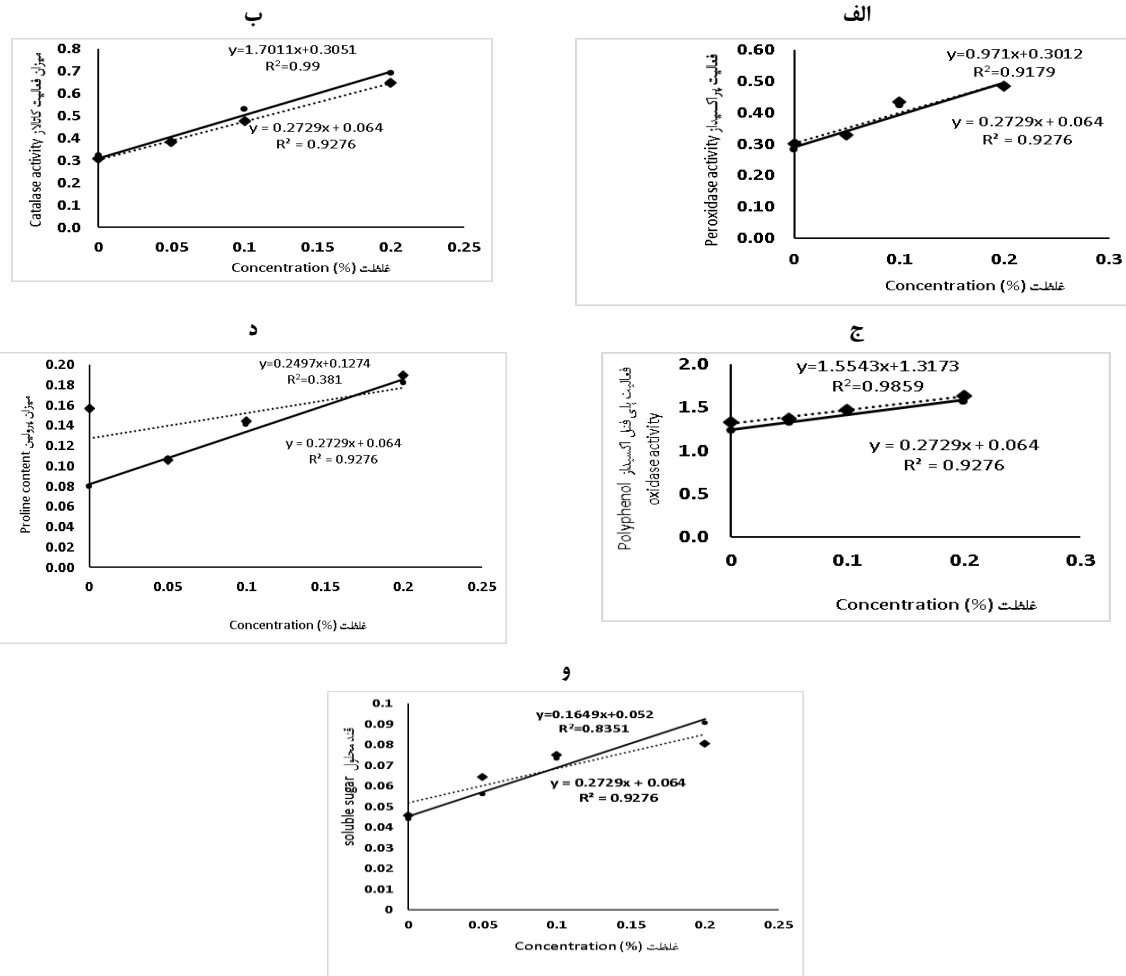 الف
فعالیت پراکسیداز Peroxidase activity
0.60
0.50
0.40
0.30
0.20
0.10
0.00
y=0.971x+0.3012
R²=0.9179
y = 0.2729x + 0.064
R² = 0.9276
0 0.1 0.2 0.3
Concentration (%) غلظت
ب
میزان فعالیت کاتالاز Catalase activity
0.8
0.7
0.6
0.5
0.4
0.3
0.2
0.1
0.0
y=1.7011x+0.3051
R²=0.99
y = 0.2729x + 0.064
R² = 0.9276
0 0.05 0.1 0.15 0.2 0.25
Concentration (%) غلظت
ج
فعالیت پلی فنل اکسیداز Polyphenol
oxidase activity
2.0
1.5
1.0
0.5
0.0
y=1.5543x+1.3173
R²=0.9859
y = 0.2729x + 0.064
R² = 0.9276
0 0.1 0.2 0.3
Concentration (%) غلظت
د
میزان پرولین Proline content
0.20
0.18
0.16
0.14
0.12
0.10
0.08
0.06
0.04
0.02
0.00
y=0.2497x+0.1274
R²=0.381
y = 0.2729x + 0.064
R² = 0.9276
0 0.05 0.1 0.15 0.2 0.25
Concentration (%) غلظت
و
قند محلول soluble sugar
0.1
0.09
0.08
0.07
0.06
0.05
0.04
0.03
0.02
0.01
0
y=0.1649x+0.052
R²=0.8351
y = 0.2729x + 0.064
R² = 0.9276
0 0.05 0.1 0.15 0.2 0.25
Concentration (%) غلظت